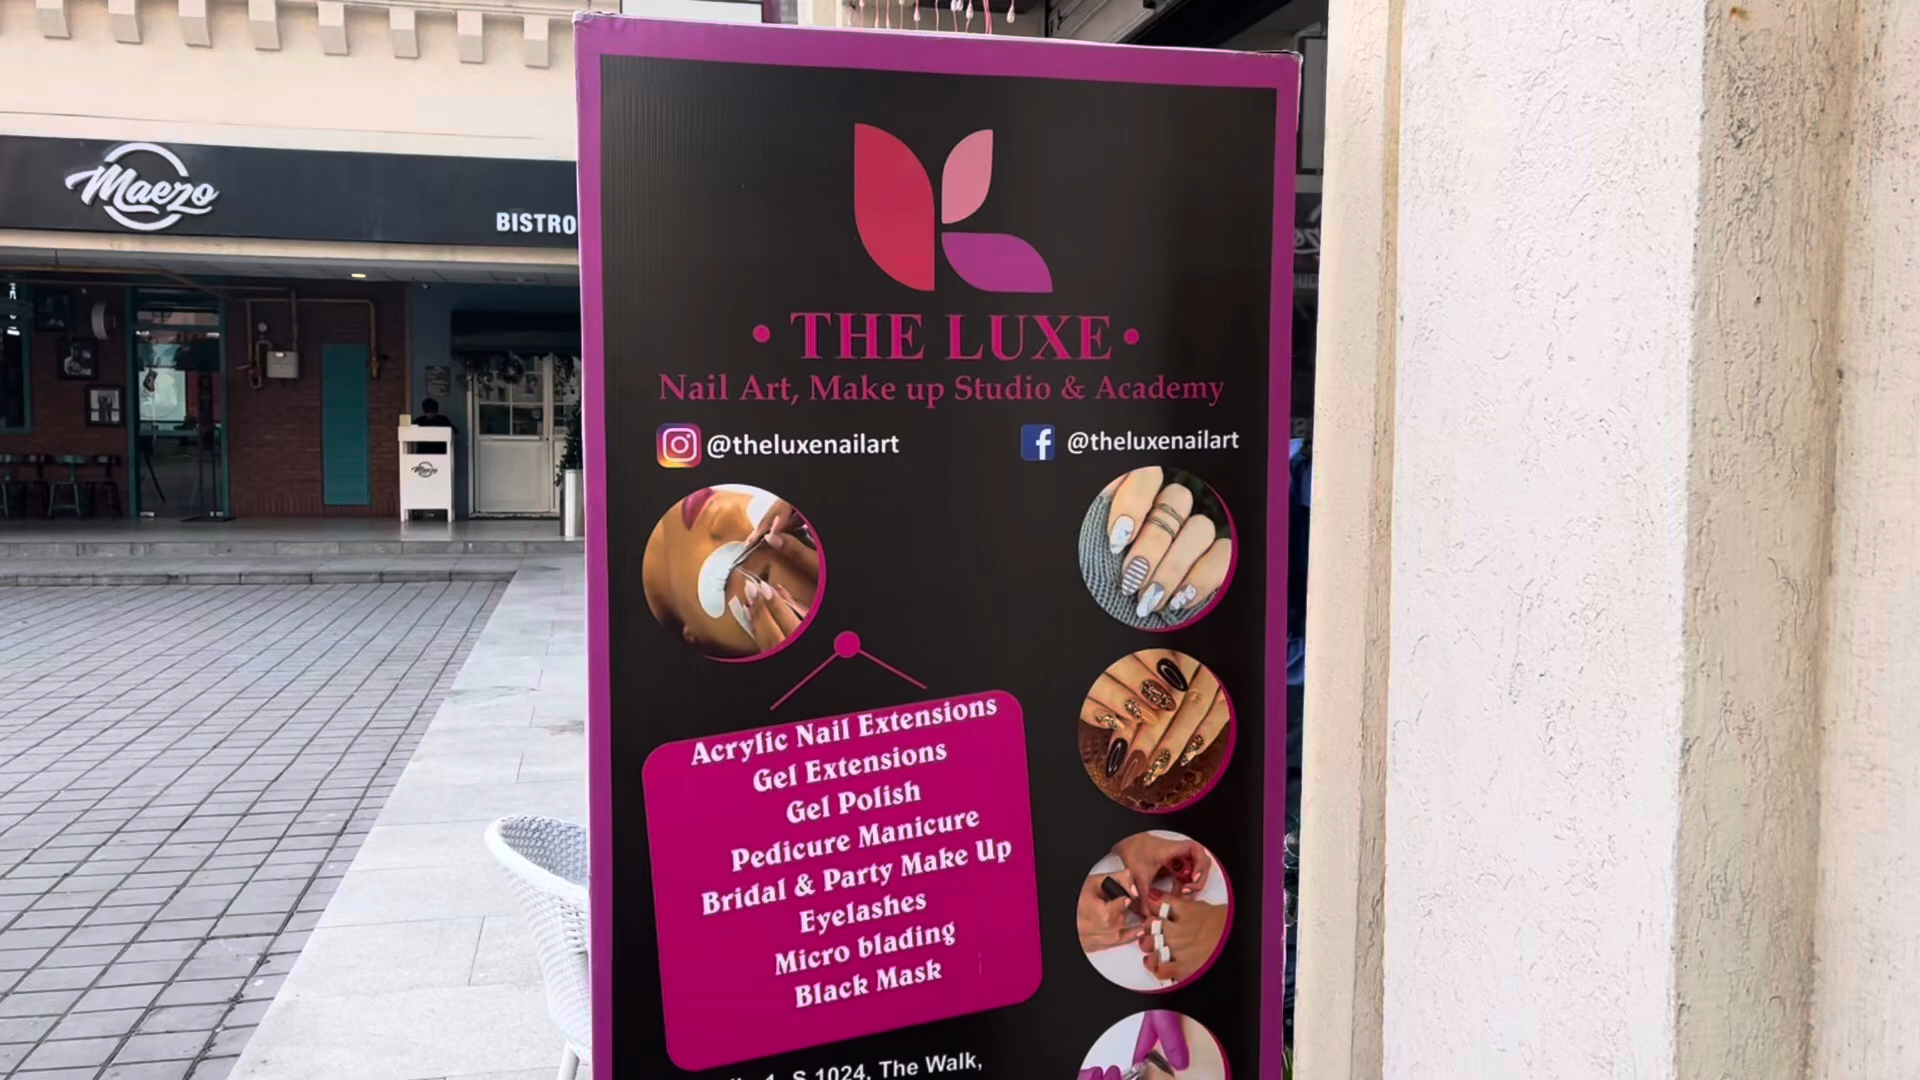 Maezo
BISTRO
THE LUXE
Nail Art, Make up Studio & Academy
@theluxenailart
@theluxenailart
Acrylic Nail Extensions
Gel Extensions
Gel Polish
Pedicure Manicure
Bridal & Party Make Up
Eyelashes
Micro blading
Black Mask
S 1024, The Walk,